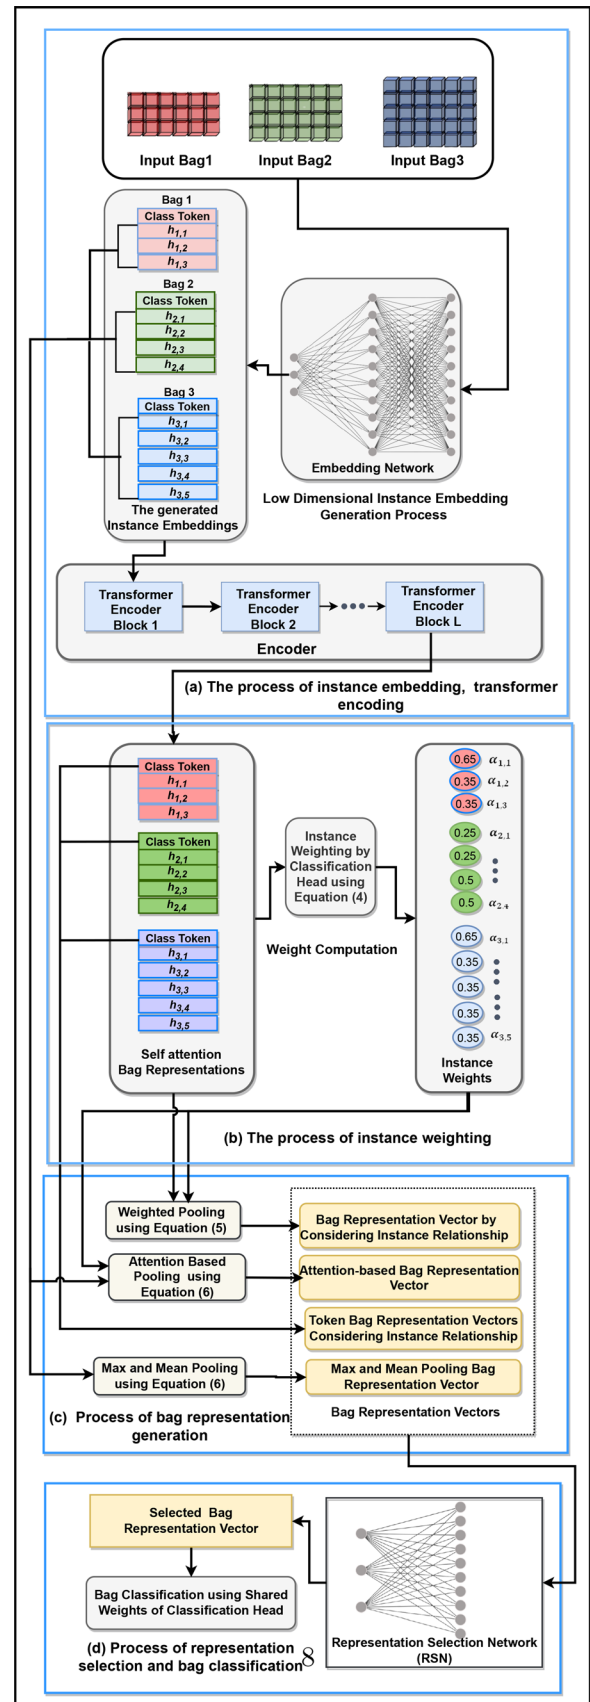 Input Bag1
Input Bag2
Input Bag3
Bag 1
Class Token
h1,1
h1,2
h1,3
Bag 2
Class Token
h2,1
h2,2
h2,3
h2,4
Bag 3
Class Token
h3,1
h3,2
h3,3
h3,4
h3,5
The generated
Instance Embeddings
Embedding Network
Low Dimensional Instance Embedding
Generation Process
Transformer
Encoder
Block 1
Transformer
Encoder
Block 2
Transformer
Encoder
Block L
Encoder
(a) The process of instance embedding, transformer
encoding
Class Token
h1,1
h1,2
h1,3
Class Token
h2,1
h2,2
h2,3
h2,4
Class Token
h3,1
h3,2
h3,3
h3,4
h3,5
Self attention
Bag Representations
Instance
Weighting by
Classification
Head using
Equation (4)
Weight Computation
0.65 α1,1
0.35 α1,2
0.35 α1,3
0.25 α2,1
0.25
0.5
0.5 α2,4
0.65 α3,1
0.35
0.35
0.35
0.35 α3,5
Instance
Weights
(b) The process of instance weighting
Weighted Pooling
using Equation (5)
Bag Representation Vector by
Considering Instance Relationship
Attention Based
Pooling using
Equation (6)
Attention-based Bag Representation
Vector
Token Bag Representation Vectors
Considering Instance Relationship
Max and Mean Pooling
using Equation (6)
Max and Mean Pooling Bag
Representation Vector
Bag Representation Vectors
(c) Process of bag representation
generation
Selected Bag
Representation Vector
Bag Classification using Shared
Weights of Classification Head
Representation Selection Network
(RSN)
(d) Process of representation
selection and bag classification
8